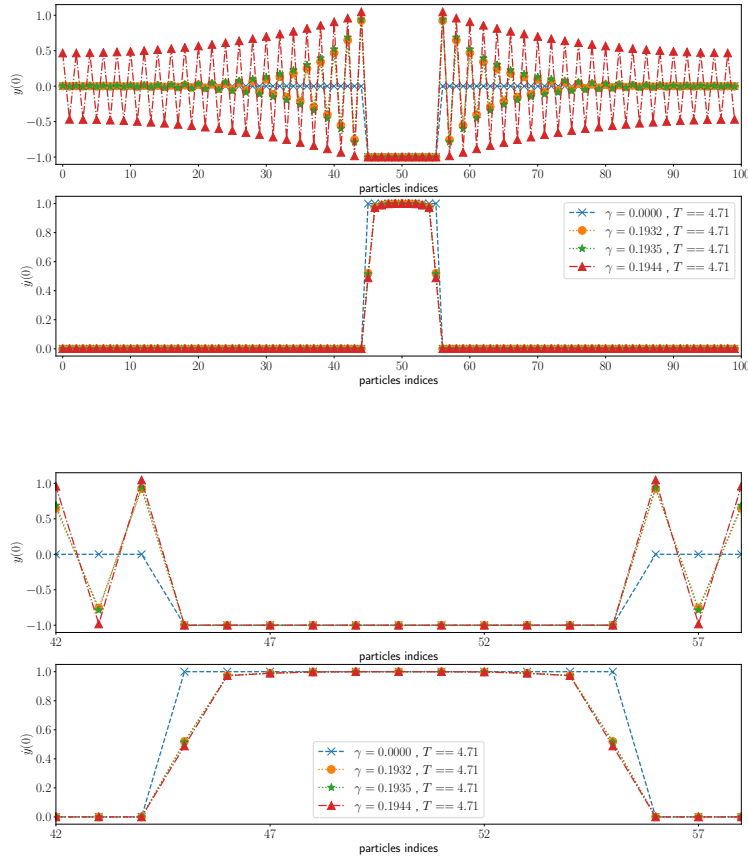 1.0
0.5
0.0
−0.5
−1.0
y(0)
0 10 20 30 40 50 60 70 80 90 100
particles indices
1.0
0.8
0.6
0.4
0.2
0.0
ẏ(0)
γ = 0.0000 , T == 4.71
γ = 0.1932 , T == 4.71
γ = 0.1935 , T == 4.71
γ = 0.1944 , T == 4.71
0 10 20 30 40 50 60 70 80 90 100
particles indices
1.0
0.5
0.0
−0.5
−1.0
y(0)
42 47 52 57
particles indices
1.0
0.8
0.6
0.4
0.2
0.0
ẏ(0)
γ = 0.0000 , T == 4.71
γ = 0.1932 , T == 4.71
γ = 0.1935 , T == 4.71
γ = 0.1944 , T == 4.71
42 47 52 57
particles indices